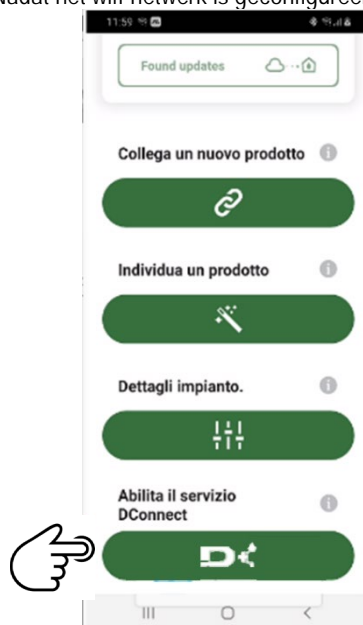 Nadat het wifi-netwerk is geconfigureerd
11:59
Found updates
Collega un nuovo prodotto
Individua un prodotto
Dettagli impianto.
Abilita il servizio
DConnect
D